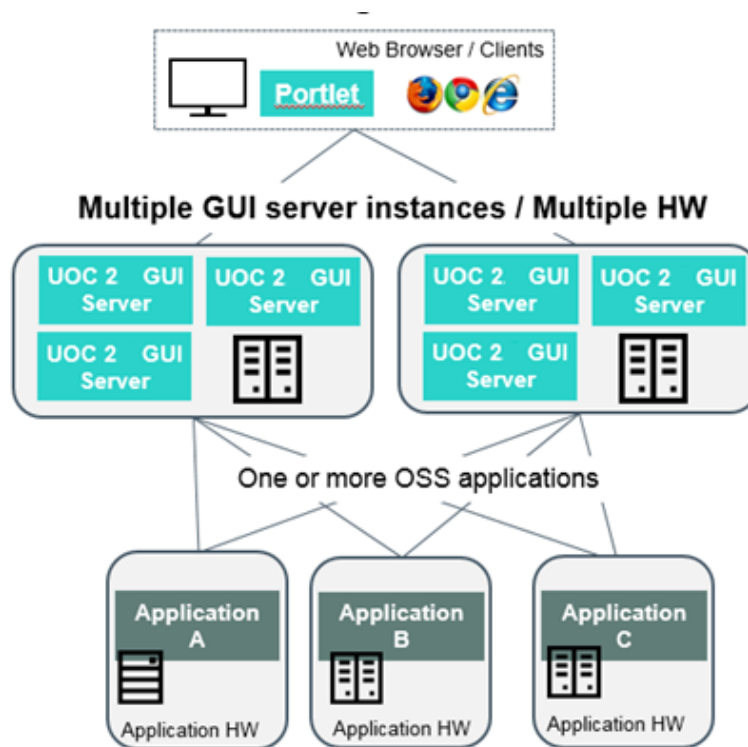 Web Browser / Clients
Portlet
Multiple GUI server instances / Multiple HW
UOC 2 GUI
Server
UOC 2 GUI
Server
UOC 2 GUI
Server
UOC 2 GUI
Server
UOC 2 GUI
Server
UOC 2 GUI
Server
One or more OSS applications
Application
A
Application HW
Application
B
Application HW
Application
C
Application HW